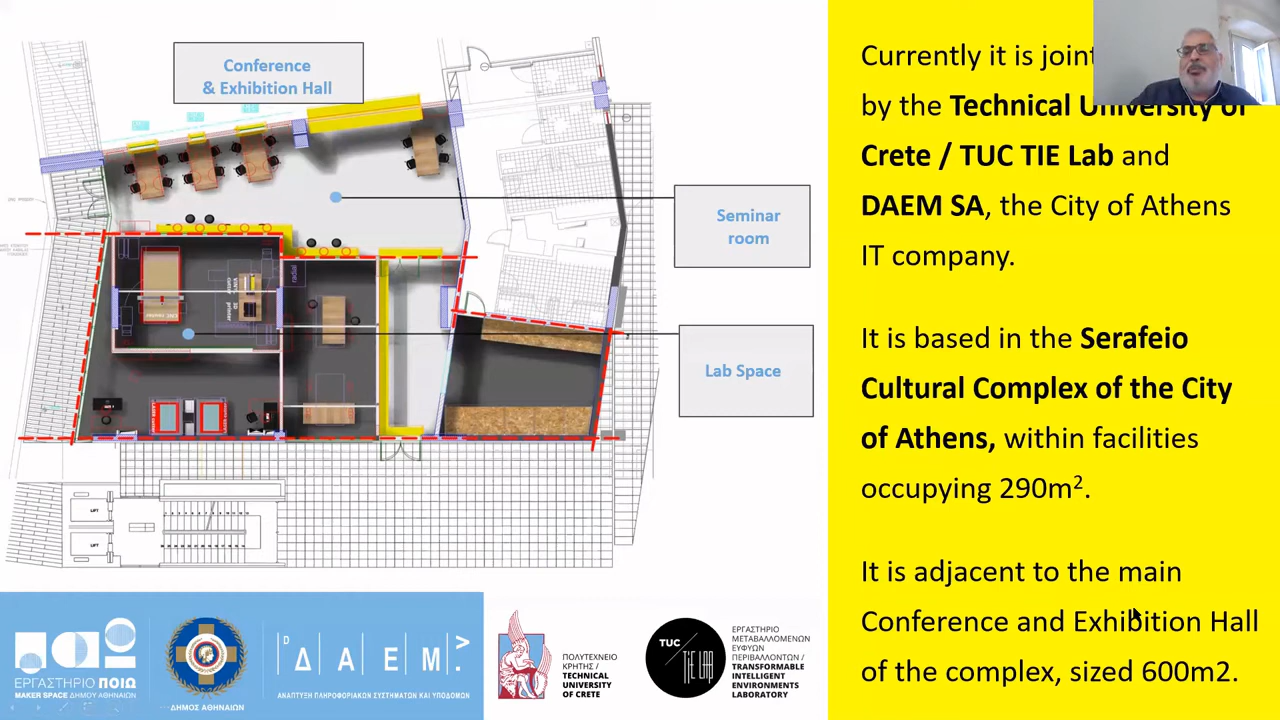 Conference
& Exhibition Hall
Seminar
room
Lab Space
LIFT
LIFT
Currently it is
by the Technical University of
Crete / TUC TIE Lab and
DAEM SA, the City of Athens
IT company.
It is based in the Serafeio
Cultural Complex of the City
of Athens, within facilities
occupying 290m².
It is adjacent to the main
Conference and Exhibition Hall
of the complex, sized 600m2.
ΕΡΓΑΣΤΗΡΙΟ ΠΟΙΩ
MAKER SPACE ΔΗΜΟΥ ΑΘΗΝΑΙΩΝ
ΔΗΜΟΣ ΑΘΗΝΑΙΩΝ
ΔΑΕΜ
ΑΝΑΠΤΥΞΗ ΠΛΗΡΟΦΟΡΙΑΚΩΝ ΣΥΣΤΗΜΑΤΩΝ ΚΑΙ ΥΠΟΔΟΜΩΝ
ΠΟΛΥΤΕΧΝΕΙΟ
ΚΡΗΤΗΣ /
TECHNICAL
UNIVERSITY
OF CRETE
TUC
TIE LAB
ΕΡΓΑΣΤΗΡΙΟ
ΜΕΤΑΒΑΛΛΟΜΕΝΩΝ
ΕΥΦΥΩΝ
ΠΕΡΙΒΑΛΛΟΝΤΩΝ /
TRANSFORMABLE
INTELLIGENT
ENVIRONMENTS
LABORATORY